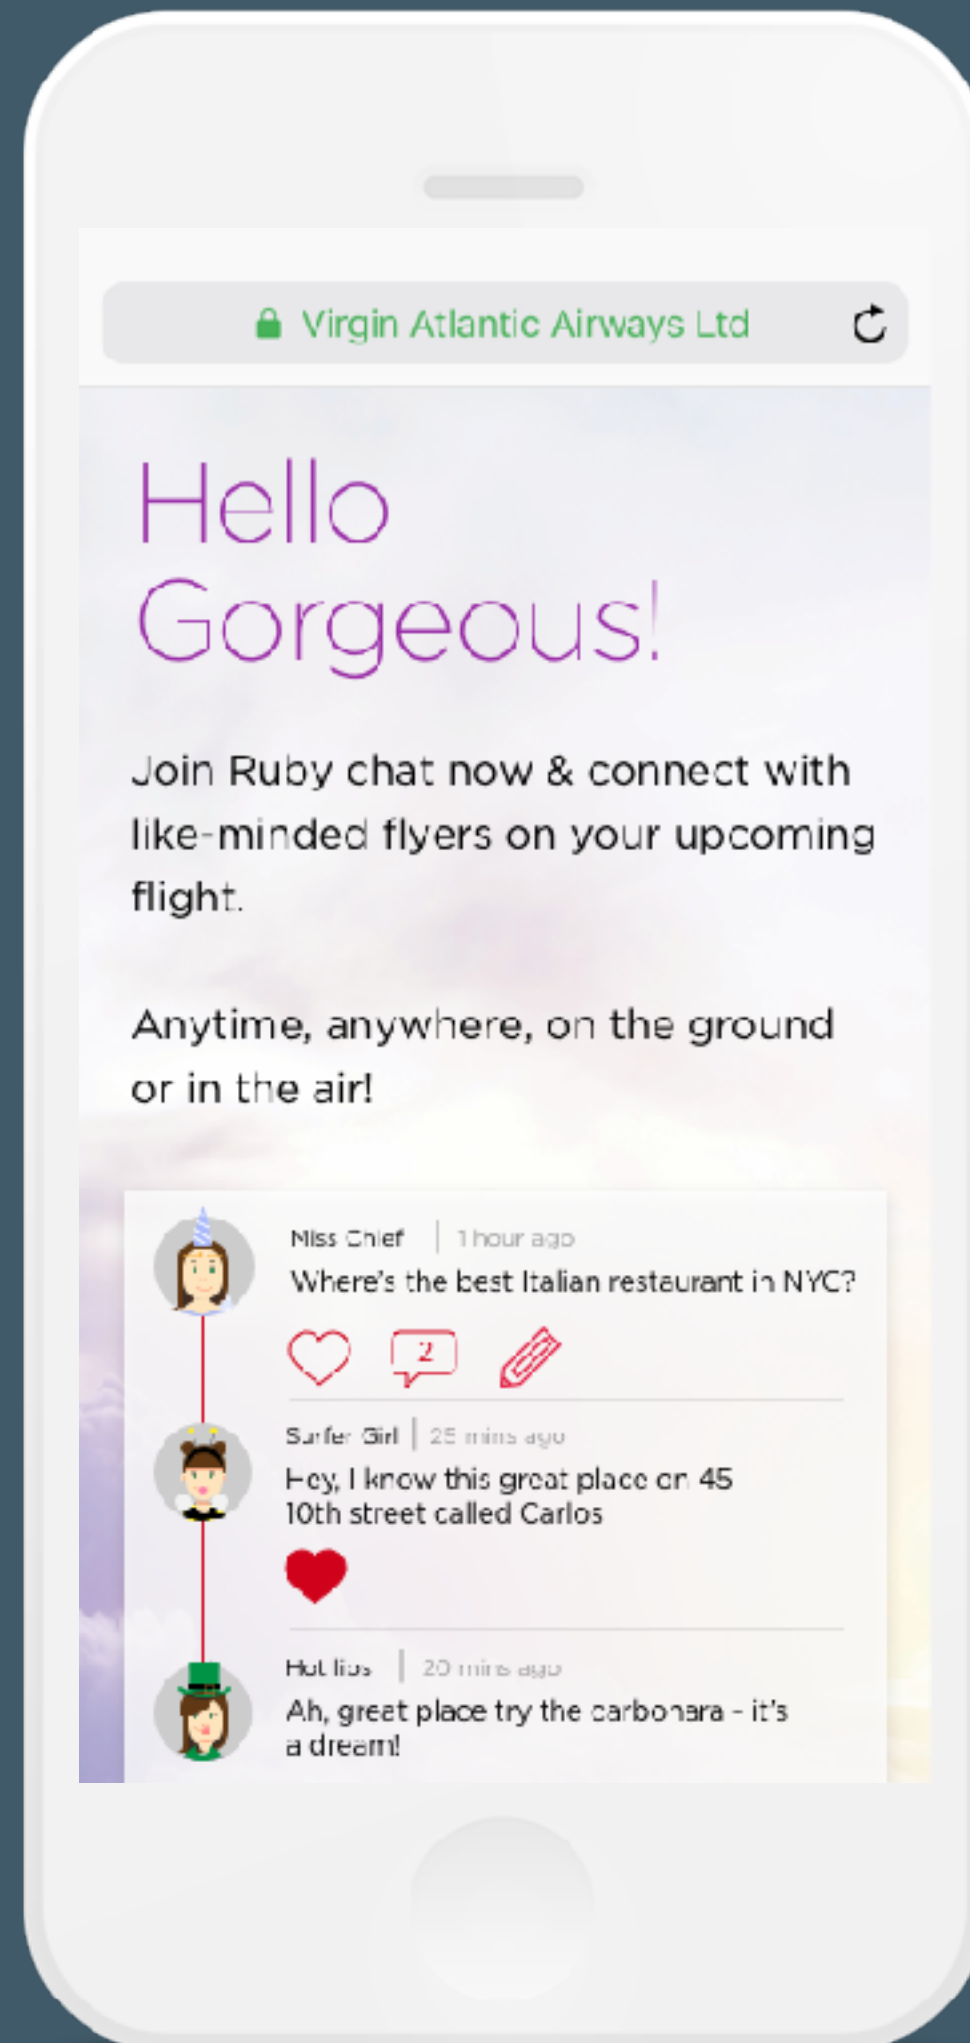 Virgin Atlantic Airways Ltd
Hello
Gorgeous!
Join Ruby chat now & connect with
like-minded flyers on your upcoming
flight.
Anytime, anywhere, on the ground
or in the air!
Miss Chief | 1 hour ago
Where's the best Italian restaurant in NYC?
2
Surfer Girl | 25 mins ago
Hey, I know this great place on 45
10th street called Carlos
Hot lips | 20 mins ago
Ah, great place try the carbonara - it's
a dream!